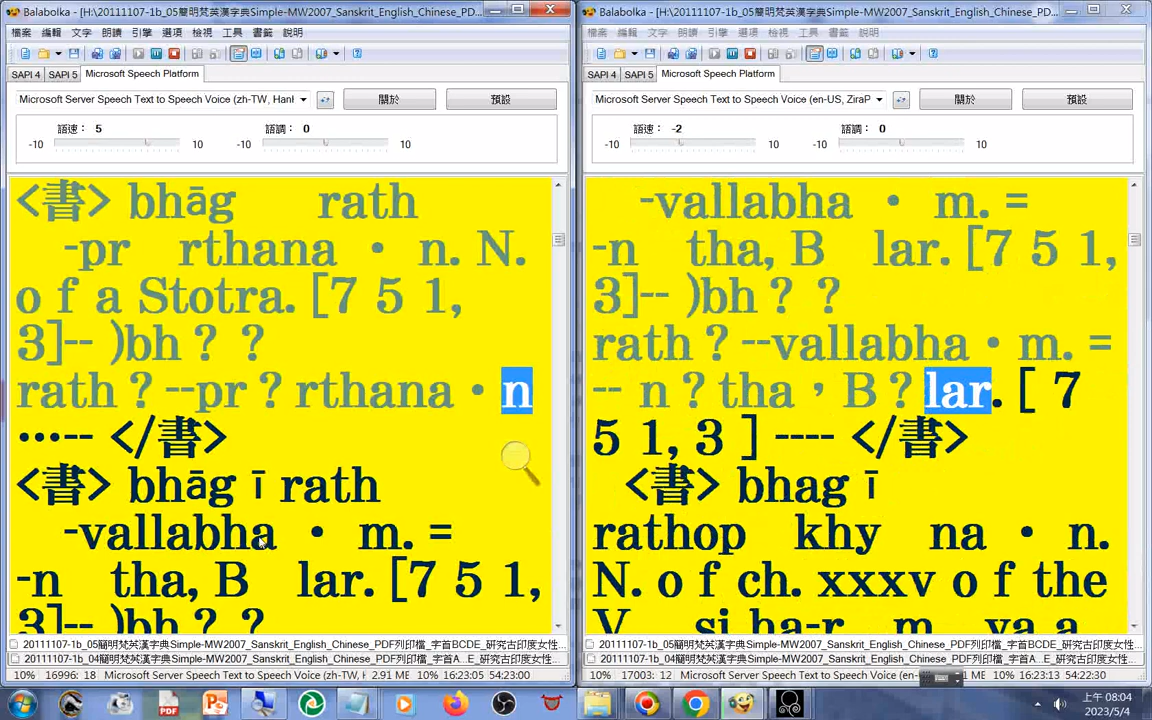 Balabolka - [H:\20111107-1b_05簡明梵英漢字典Simple-MW2007_Sanskrit_English_Chinese_PD...
檔案 編輯 文字 朗讀 引擎 選項 檢視 工具 書籤 說明
SAPI 4 SAPI 5 Microsoft Speech Platform
Microsoft Server Speech Text to Speech Voice (zh-TW, Hanl
關於 預設
語速： 5 語調： 0
-10 10 -10 10
<書> bhāg rath
-pr rthana • n. N.
o f a Stotra. [7 5 1,
3]-- )bh？ ？
rath？--pr？rthana • n
…-- </書>
<書> bhāg ī rath
-vallabha • m. =
-n tha, B lar. [7 5 1,
3]-- )bh？ ？
20111107-1b_05簡明梵英漢字典Simple-MW2007_Sanskrit_English_Chinese_PDF列印檔_字首BCDE_研究古印度女性...
20111107-1b_04簡明梵英漢字典Simple-MW2007_Sanskrit_English_Chinese_PDF列印檔_字首A...E_研究古印度女性...
10% 16996: 18 Microsoft Server Speech Text to Speech Voice (zh-TW, 2.91 MB 10% 16:23:05 54:23:00
Balabolka - [H:\20111107-1b_05簡明梵英漢字典Simple-MW2007_Sanskrit_English_Chinese_PD...
檔案 編輯 文字 朗讀 引擎 選項 檢視 工具 書籤 說明
SAPI 4 SAPI 5 Microsoft Speech Platform
Microsoft Server Speech Text to Speech Voice (en-US, ZiraP
關於 預設
語速： -2 語調： 0
-10 10 -10 10
-vallabha • m. =
-n tha, B lar. [7 5 1,
3]-- )bh？ ？
rath？--vallabha • m. =
-- n？tha，B？lar. [ 7
5 1, 3 ] ---- </書>
<書> bhag ī
rathop khy na • n.
N. o f ch. xxxv o f the
V si ha-r m ya a
20111107-1b_05簡明梵英漢字典Simple-MW2007_Sanskrit_English_Chinese_PDF列印檔_字首BCDE_研究古印度女性...
20111107-1b_04簡明梵英漢字典Simple-MW2007_Sanskrit_English_Chinese_PDF列印檔_字首A...E_研究古印度女性...
10% 17003: 12 Microsoft Server Speech Text to Speech Voice (en-US, MB 10% 16:23:13 54:22:30
PDF
上午 08:04
2023/5/4